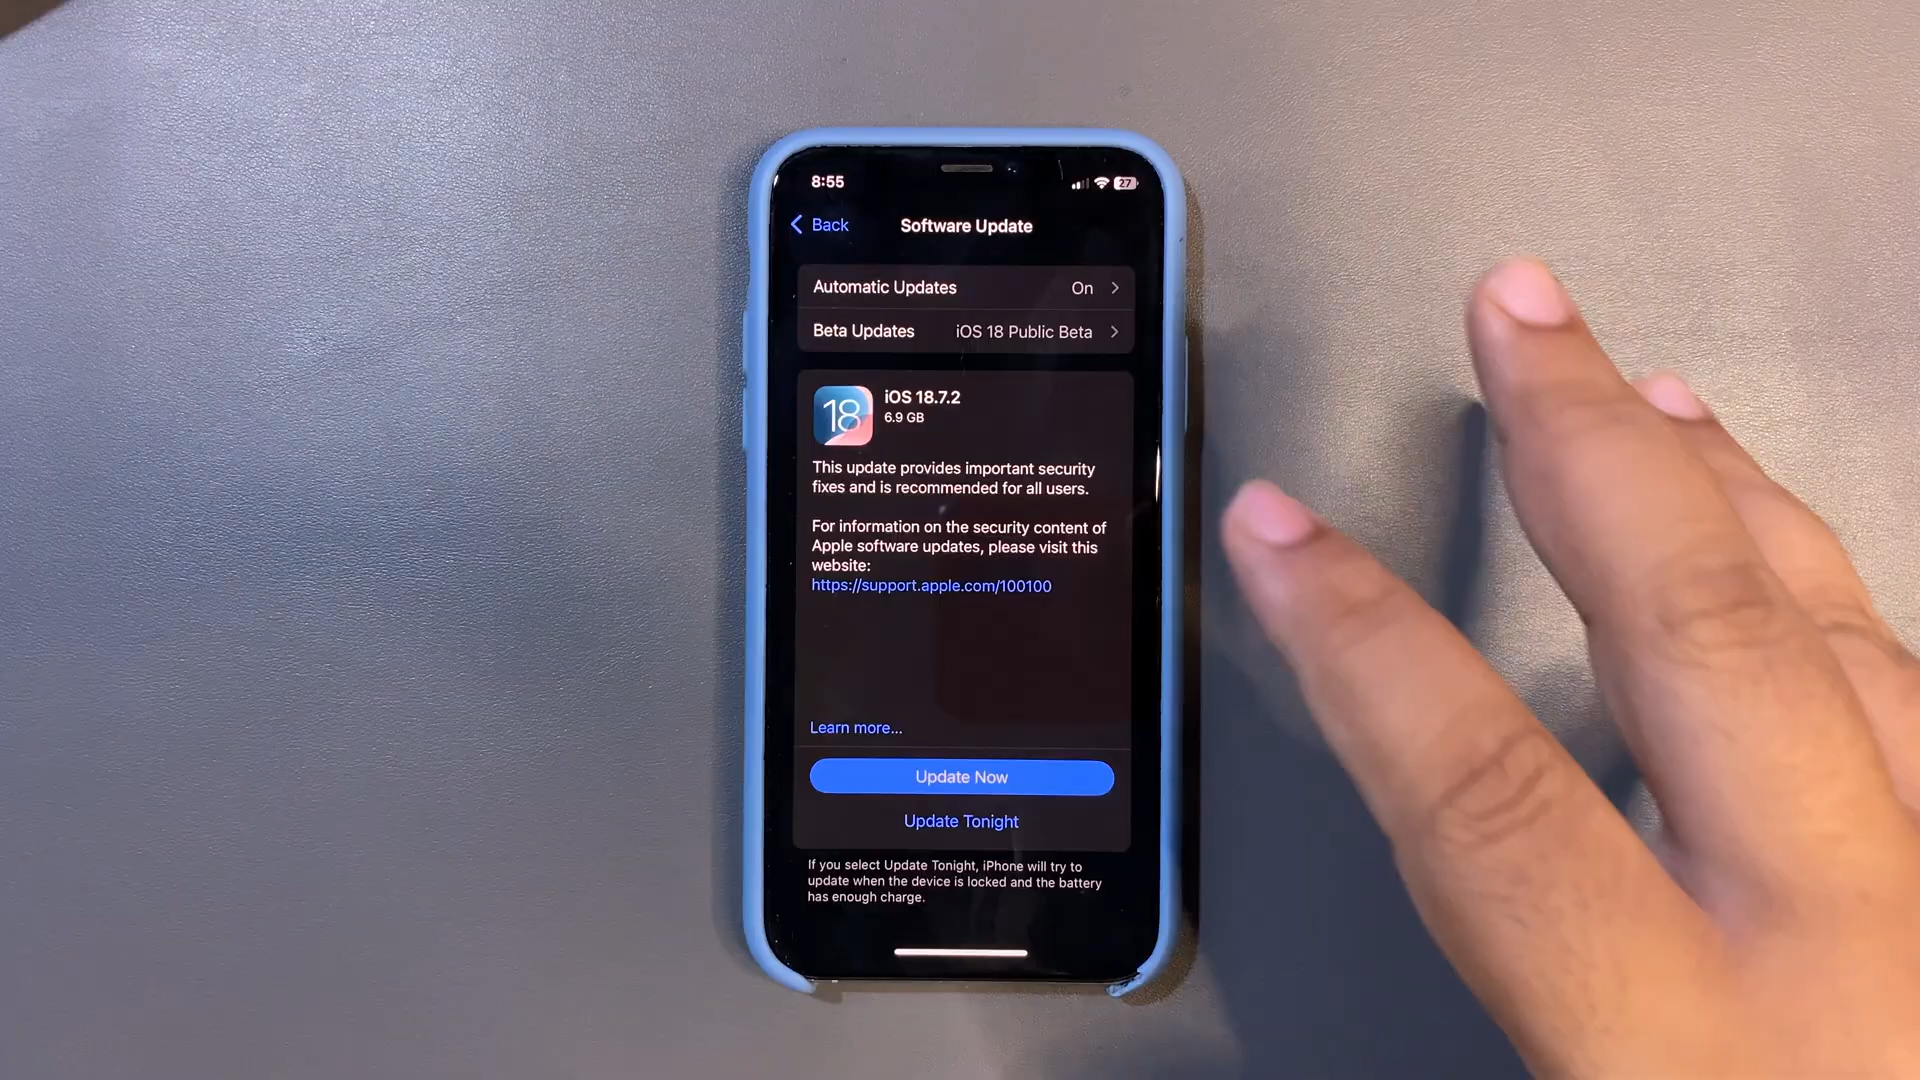 8:55
27
Back
Software Update
Automatic Updates On
Beta Updates iOS 18 Public Beta
18
iOS 18.7.2
6.9 GB
This update provides important security
fixes and is recommended for all users.
For information on the security content of
Apple software updates, please visit this
website:
https://support.apple.com/100100
Learn more...
Update Now
Update Tonight
If you select Update Tonight, iPhone will try to
update when the device is locked and the battery
has enough charge.